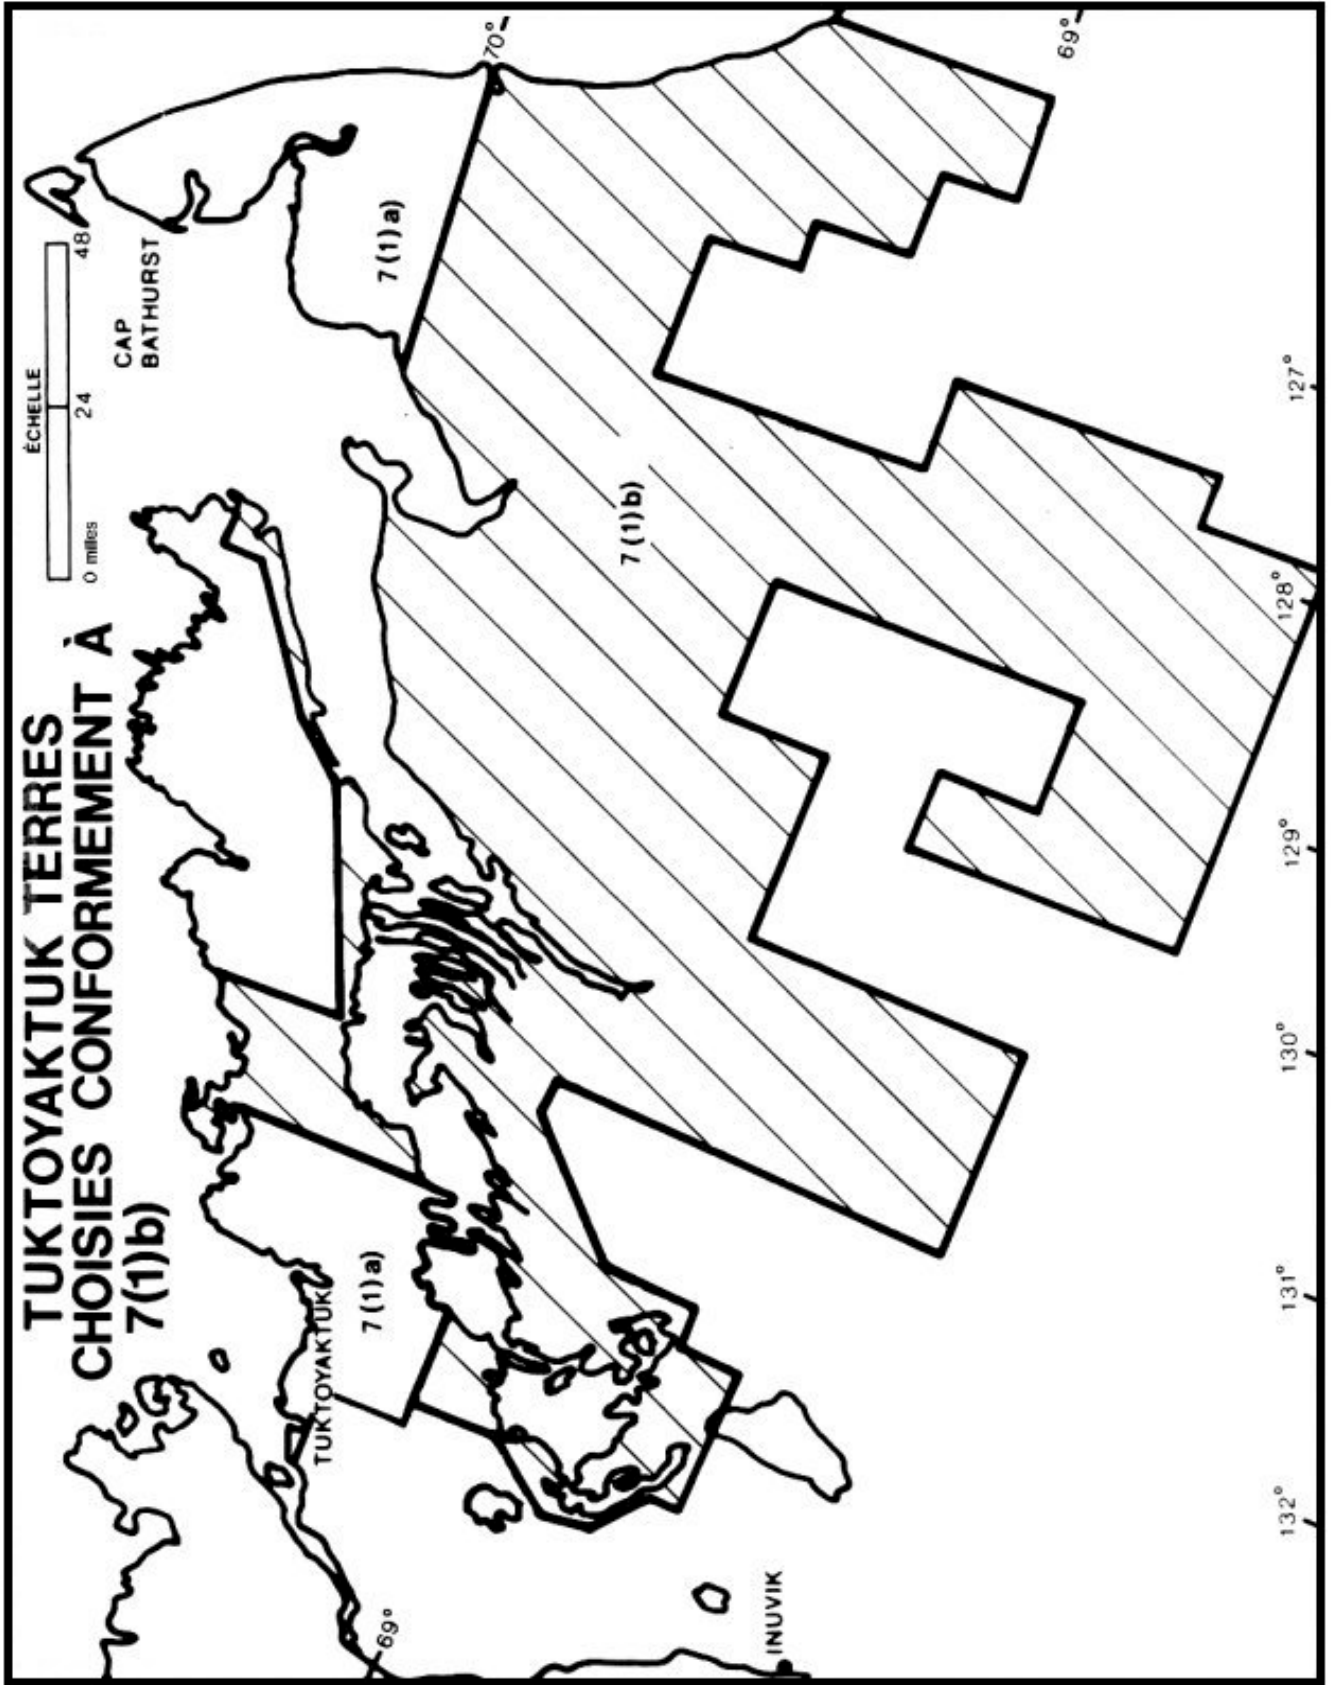 TUKTOYAKTUK TERRES
CHOISIES CONFORMEMENT À
7(1)b)
ÉCHELLE
0 milles
24
48
CAP
BATHURST
7(1)a)
70°
69°
7(1)b)
127°
128°
129°
130°
131°
132°
7(1)a)
TUKTOYAKTUK
69°
INUVIK